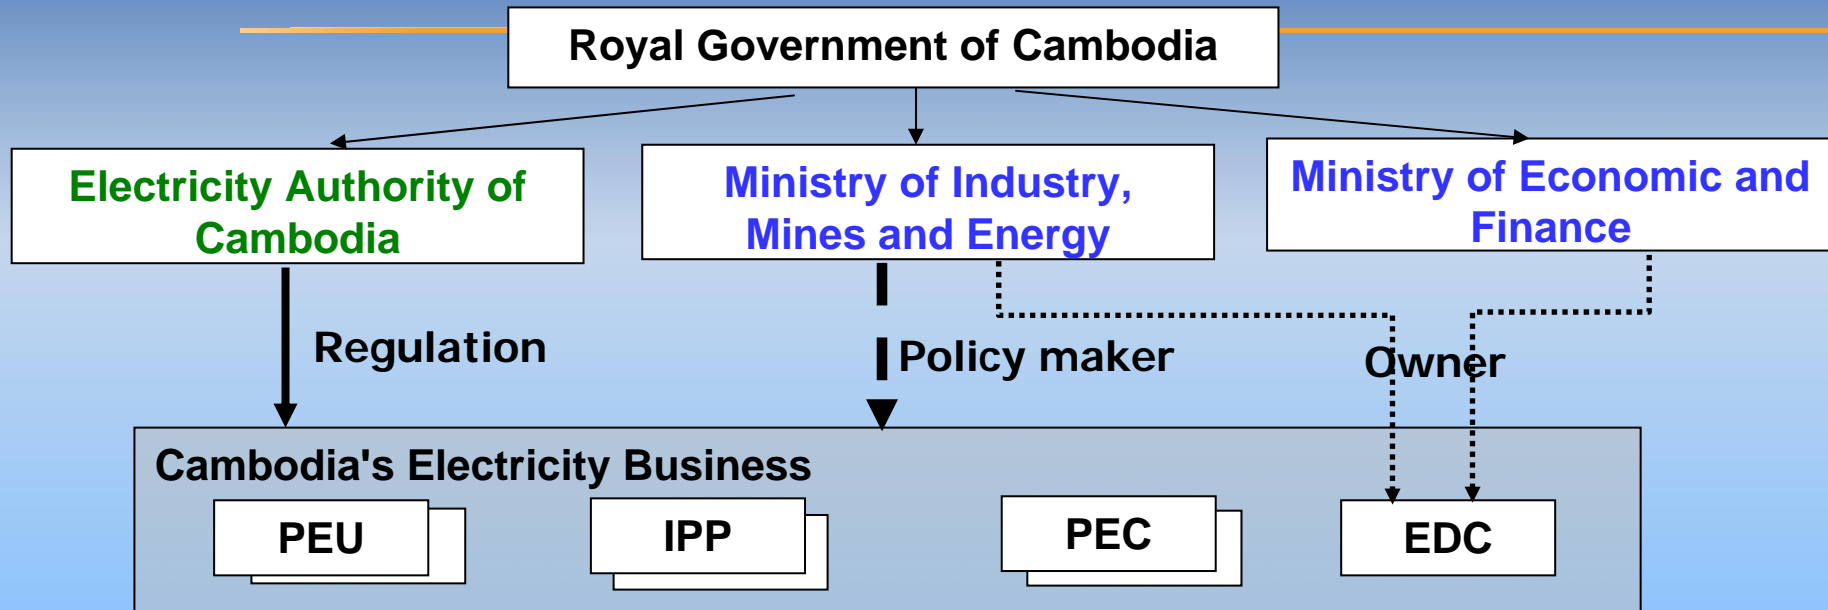 Royal Government of Cambodia
Electricity Authority of
Cambodia
Ministry of Industry,
Mines and Energy
Ministry of Economic and
Finance
Regulation
Policy maker
Owner
Cambodia's Electricity Business
PEU
IPP
PEC
EDC